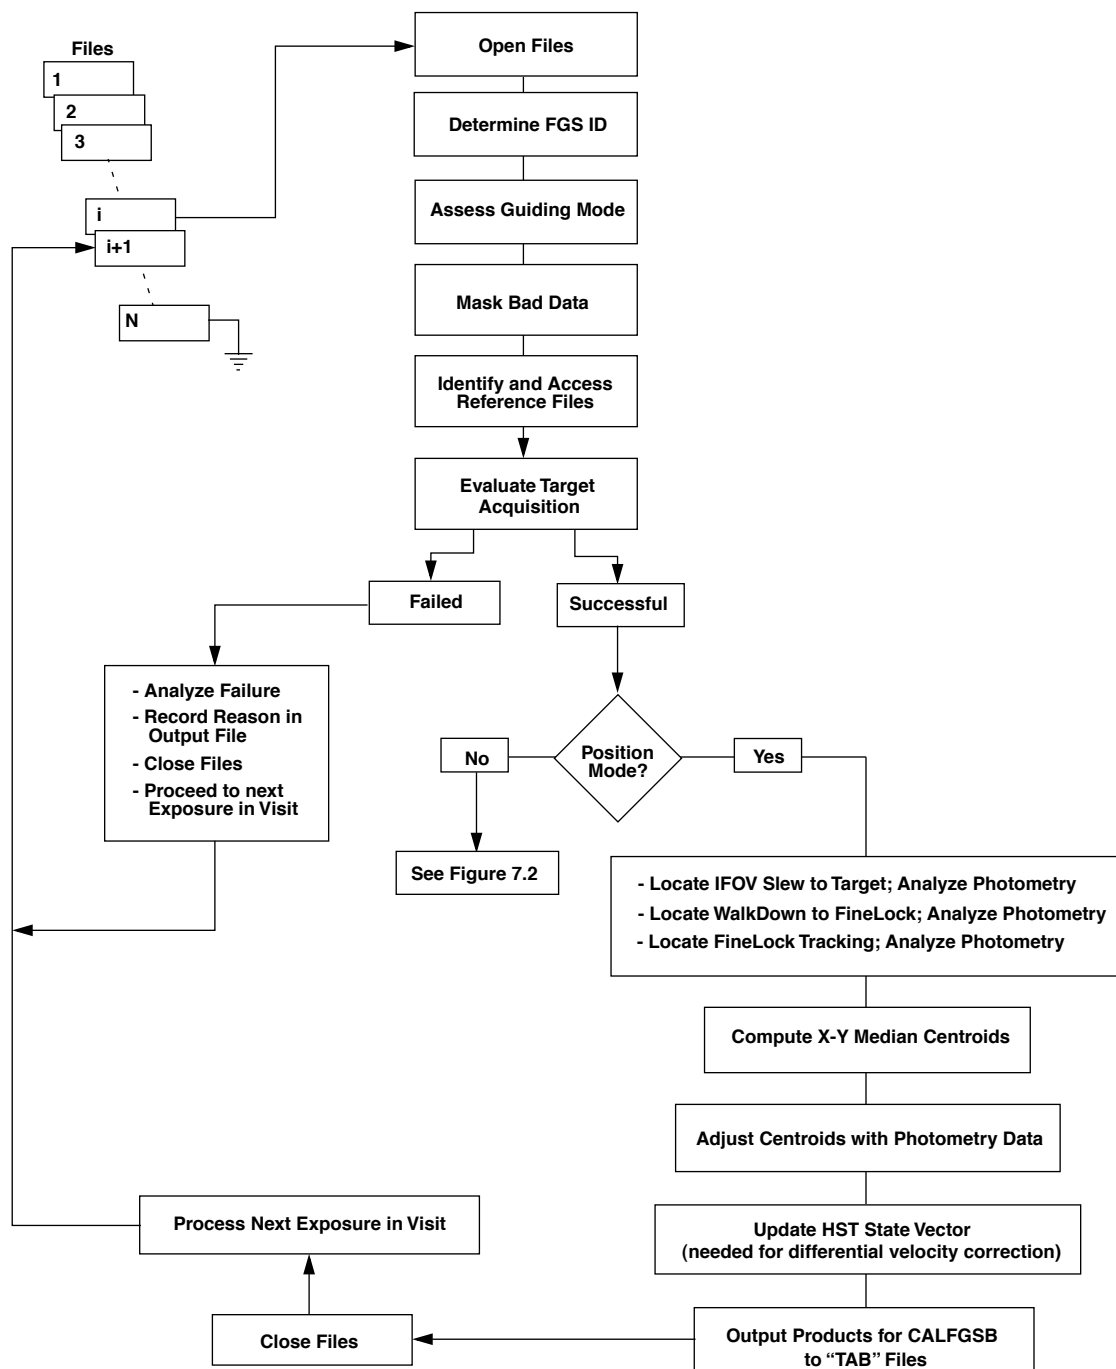 Files
1
2
3
i
i+1
N
Open Files
Determine FGS ID
Assess Guiding Mode
Mask Bad Data
Identify and Access
Reference Files
Evaluate Target
Acquisition
Failed
Successful
- Analyze Failure
- Record Reason in
Output File
- Close Files
- Proceed to next
Exposure in Visit
Position
Mode?
No
Yes
See Figure 7.2
- Locate IFOV Slew to Target; Analyze Photometry
- Locate WalkDown to FineLock; Analyze Photometry
- Locate FineLock Tracking; Analyze Photometry
Compute X-Y Median Centroids
Adjust Centroids with Photometry Data
Update HST State Vector
(needed for differential velocity correction)
Output Products for CALFGSB
to “TAB” Files
Close Files
Process Next Exposure in Visit